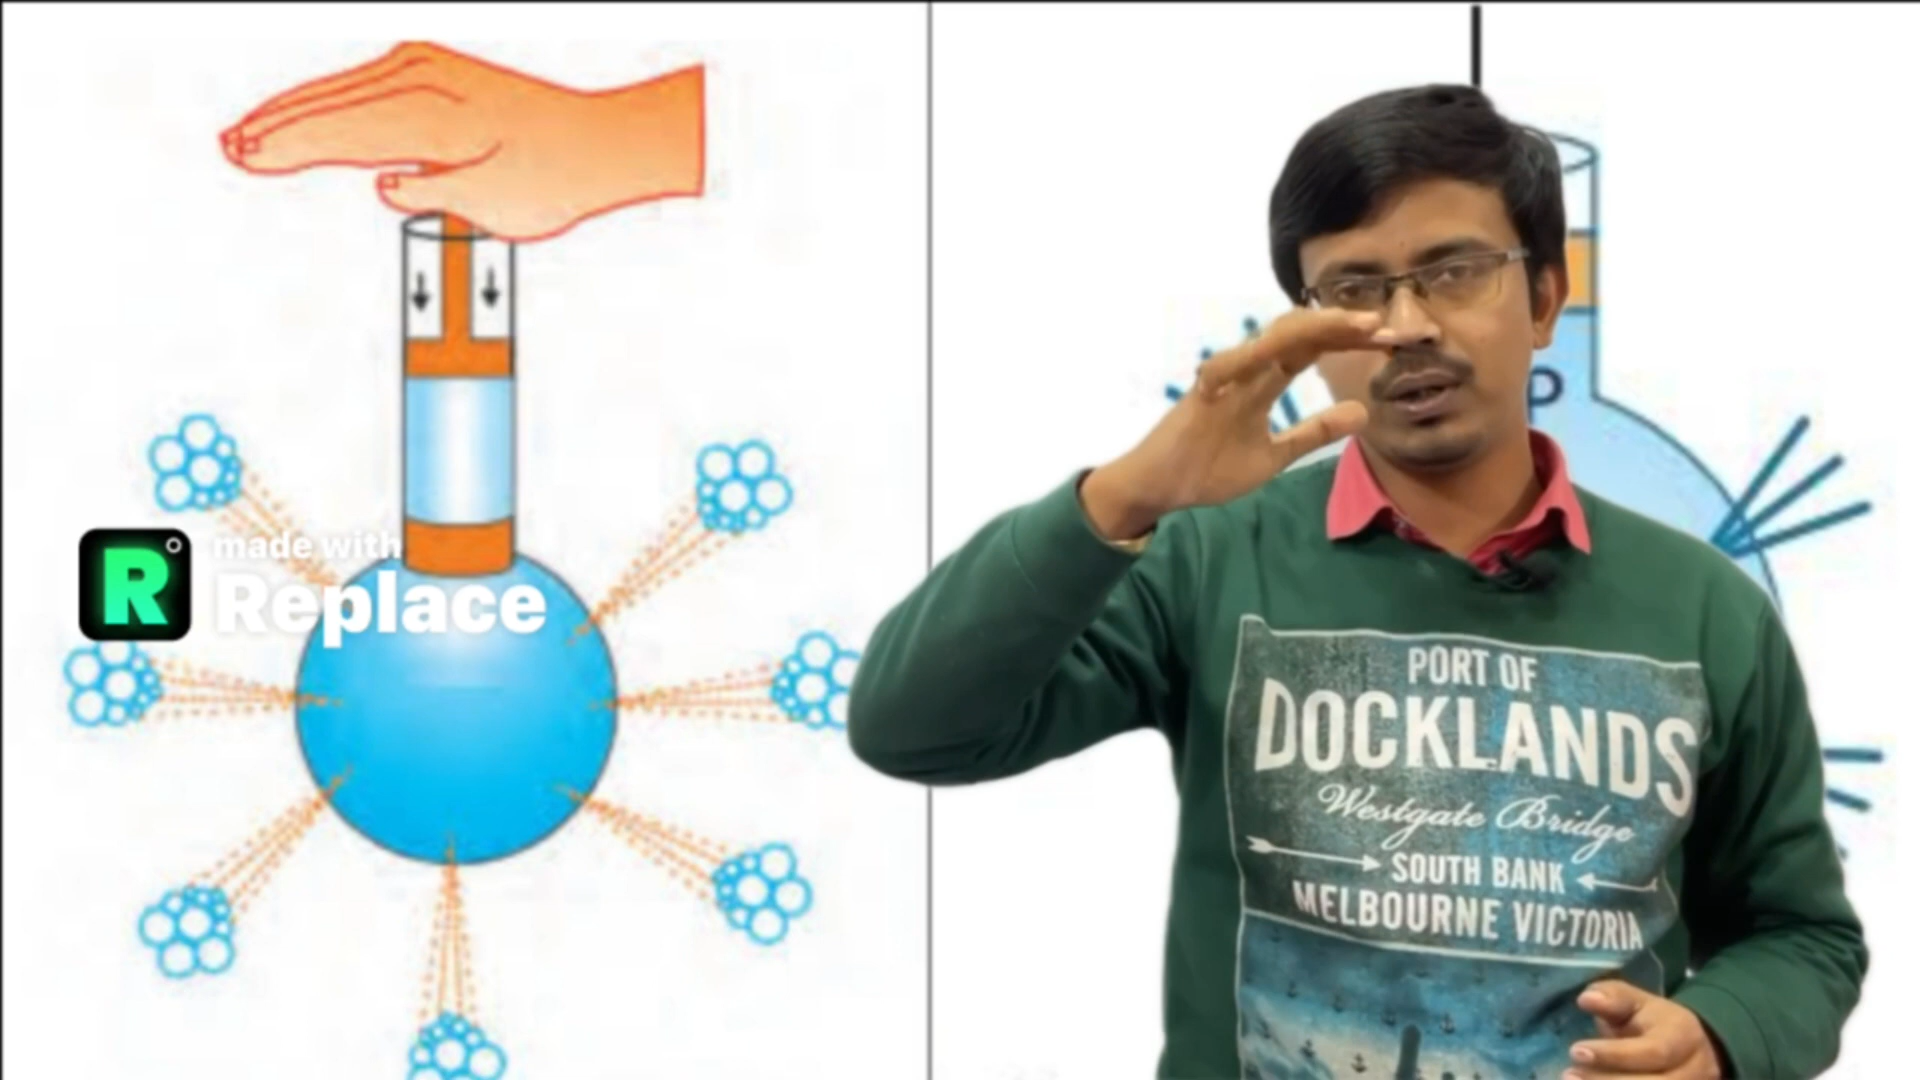 R
made with
Replace
P
PORT OF
DOCKLANDS
Westgate Bridge
SOUTH BANK
MELBOURNE VICTORIA